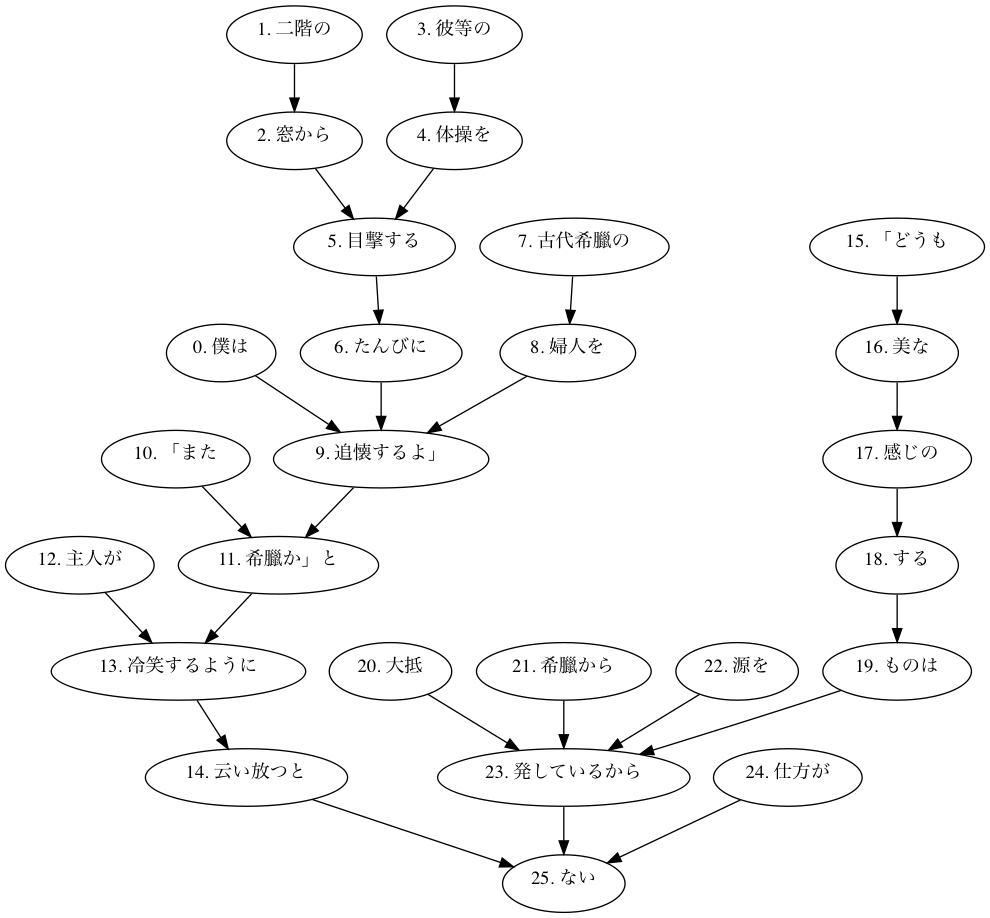 1. 二階の
3. 彼等の
2. 窓から
4. 体操を
5. 目撃する
7. 古代希臘の
15. 「どうも
0. 僕は
6. たんびに
8. 婦人を
16. 美な
10. 「また
9. 追懐するよ」
17. 感じの
12. 主人が
11. 希臘か」と
18. する
13. 冷笑するように
20. 大抵
21. 希臘から
22. 源を
19. ものは
14. 云い放つと
23. 発しているから
24. 仕方が
25. ない